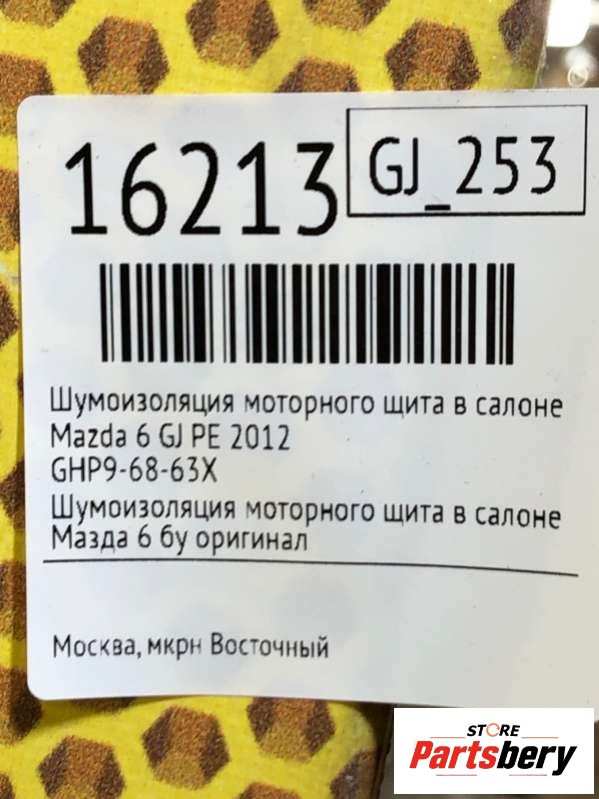 16213
GJ_253
Шумоизоляция моторного щита в салоне
Mazda 6 GJ PE 2012
GHP9-68-63X
Шумоизоляция моторного щита в салоне
Мазда 6 бу оригинал
Москва, мкрн Восточный
STORE
Partsbery